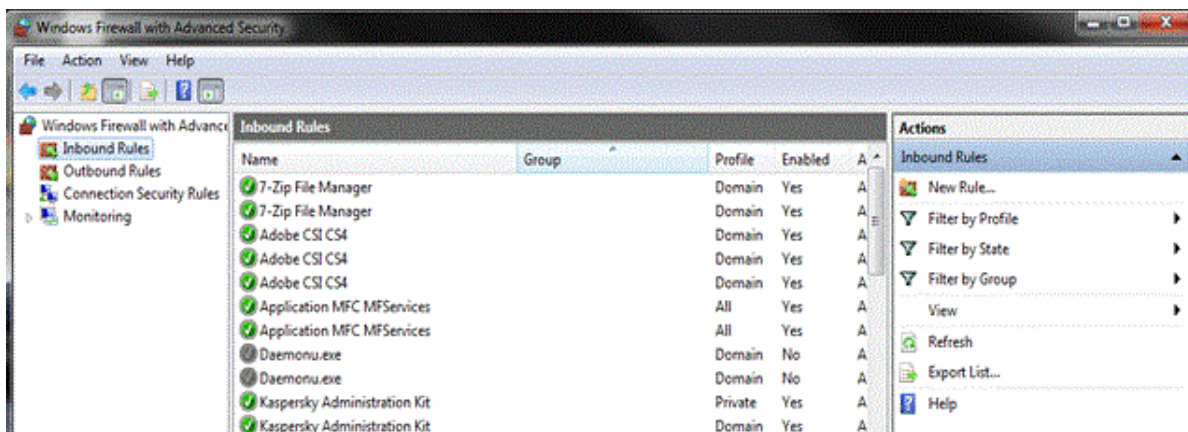 Windows Firewall with Advanced Security
File Action View Help
Windows Firewall with Advanc
Inbound Rules
Outbound Rules
Connection Security Rules
Monitoring
Inbound Rules
Name Group Profile Enabled A
7-Zip File Manager Domain Yes A
7-Zip File Manager Domain Yes A
Adobe CSI CS4 Domain Yes A
Adobe CSI CS4 Domain Yes A
Adobe CSI CS4 Domain Yes A
Application MFC MFServices All Yes A
Application MFC MFServices All Yes A
Daemonu.exe Domain No A
Daemonu.exe Domain No A
Kaspersky Administration Kit Private Yes A
Kaspersky Administration Kit Domain Yes A
Actions
Inbound Rules
New Rule...
Filter by Profile
Filter by State
Filter by Group
View
Refresh
Export List...
Help